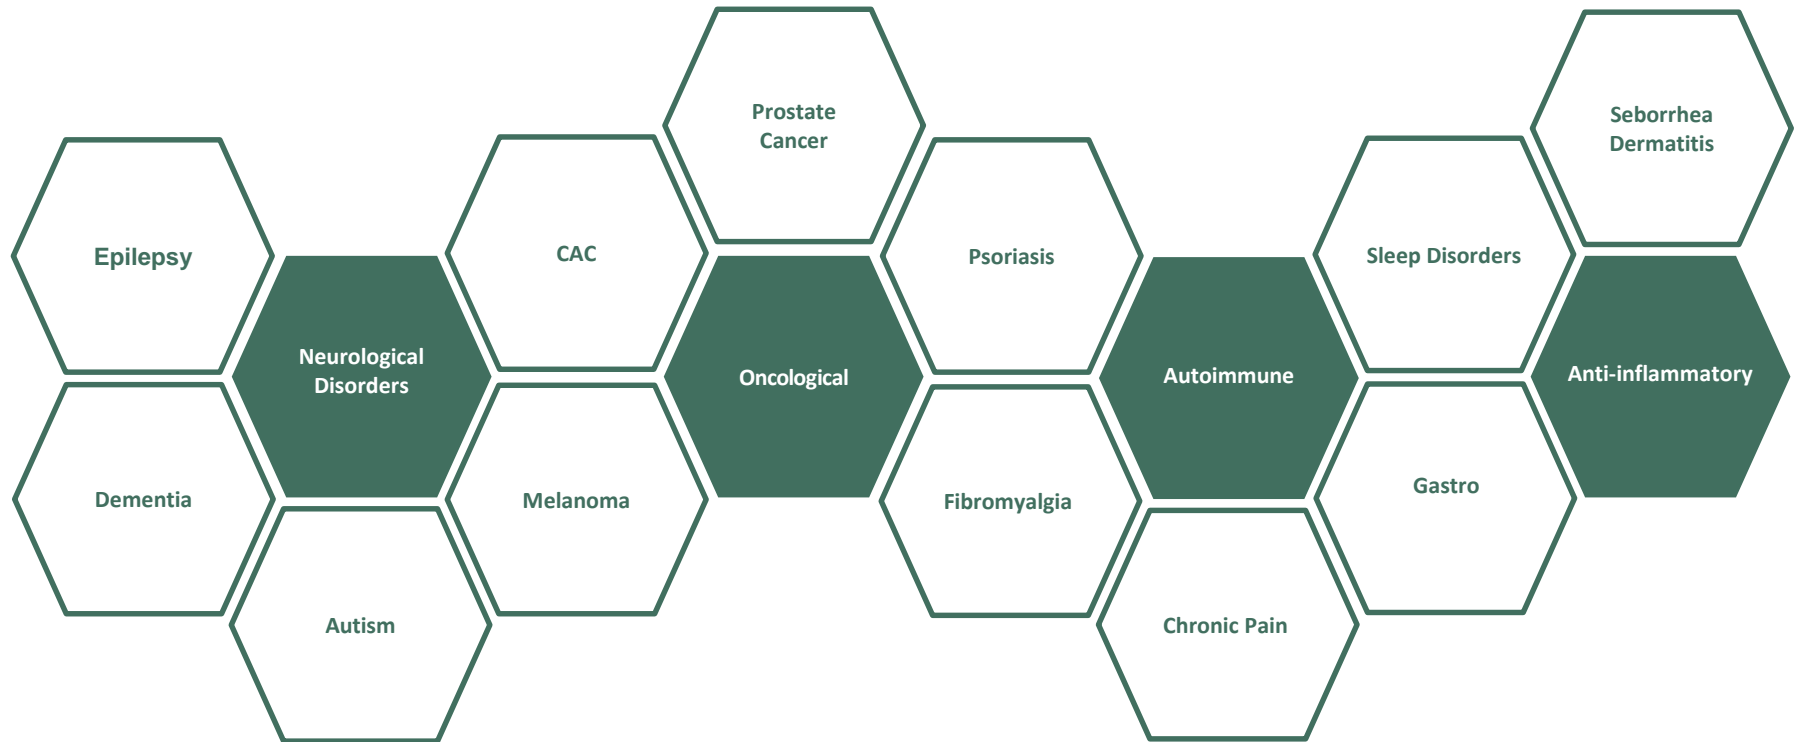 Epilepsy
Dementia
Neurological
Disorders
Autism
CAC
Melanoma
Prostate
Cancer
Oncological
Psoriasis
Fibromyalgia
Autoimmune
Chronic Pain
Sleep Disorders
Gastro
Seborrhea
Dermatitis
Anti-inflammatory